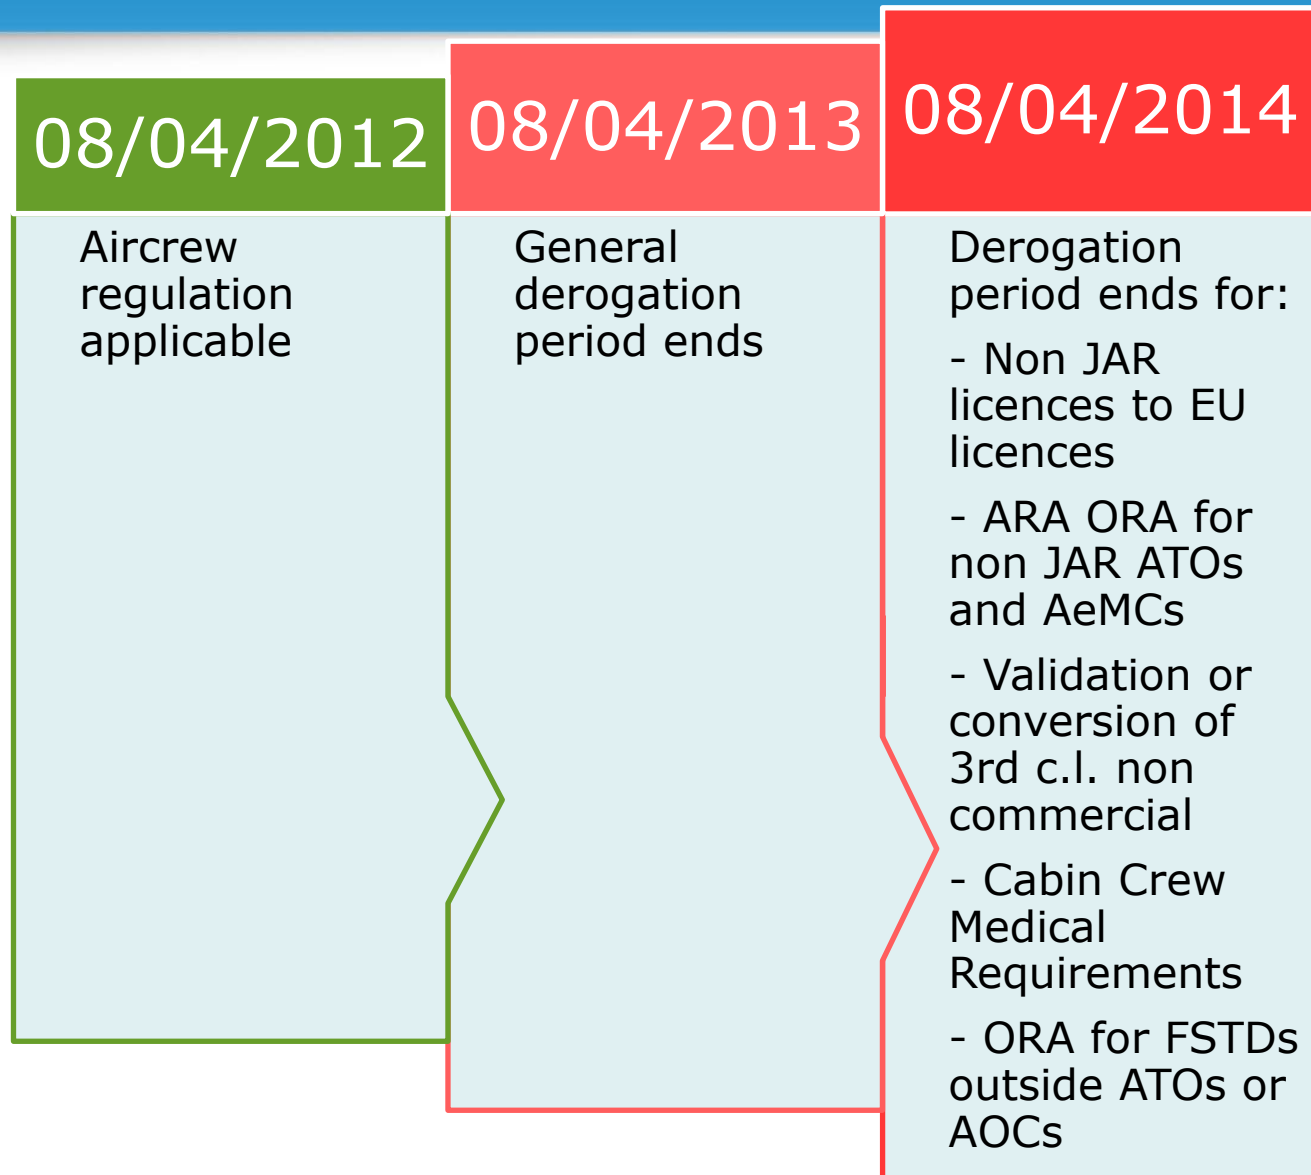 08/04/2012
Aircrew
regulation
applicable
08/04/2013
General
derogation
period ends
08/04/2014
Derogation
period ends for:
- Non JAR
licences to EU
licences
- ARA ORA for
non JAR ATOs
and AeMCs
- Validation or
conversion of
3rd c.l. non
commercial
- Cabin Crew
Medical
Requirements
- ORA for FSTDs
outside ATOs or
AOCs